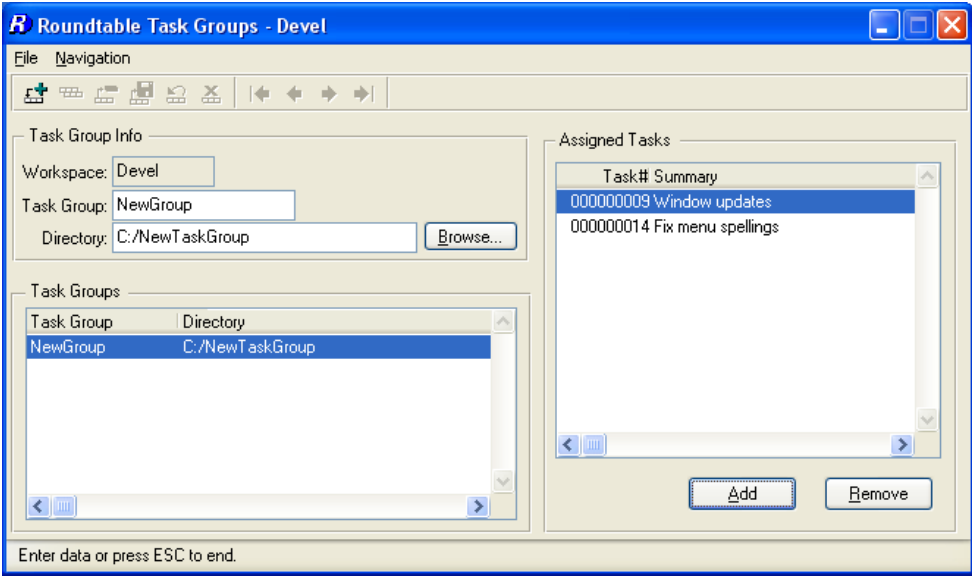 R Roundtable Task Groups - Devel
File Navigation
Task Group Info
Workspace: Devel
Task Group: NewGroup
Directory: C:/NewTaskGroup Browse...
Task Groups
Task Group Directory
NewGroup C:/NewTaskGroup
Assigned Tasks
Task# Summary
000000009 Window updates
000000014 Fix menu spellings
Add Remove
Enter data or press ESC to end.